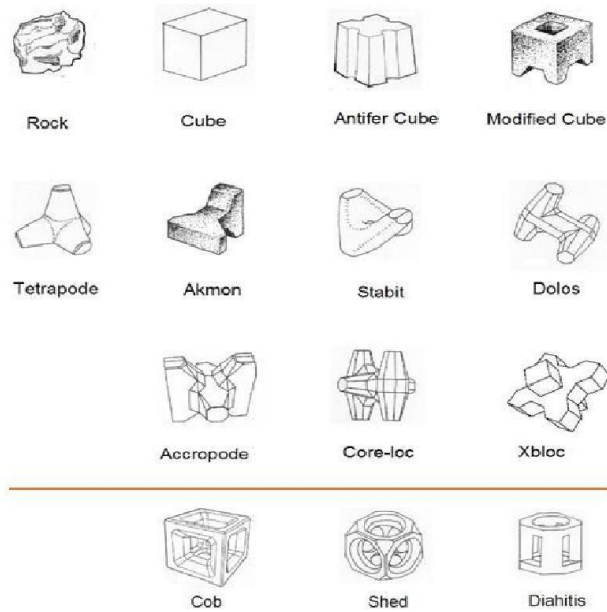 Rock
Cube
Antifer Cube
Modified Cube
Tetrapode
Akmon
Stabit
Dolos
Accropode
Core-loc
Xbloc
Cob
Shed
Diahitis